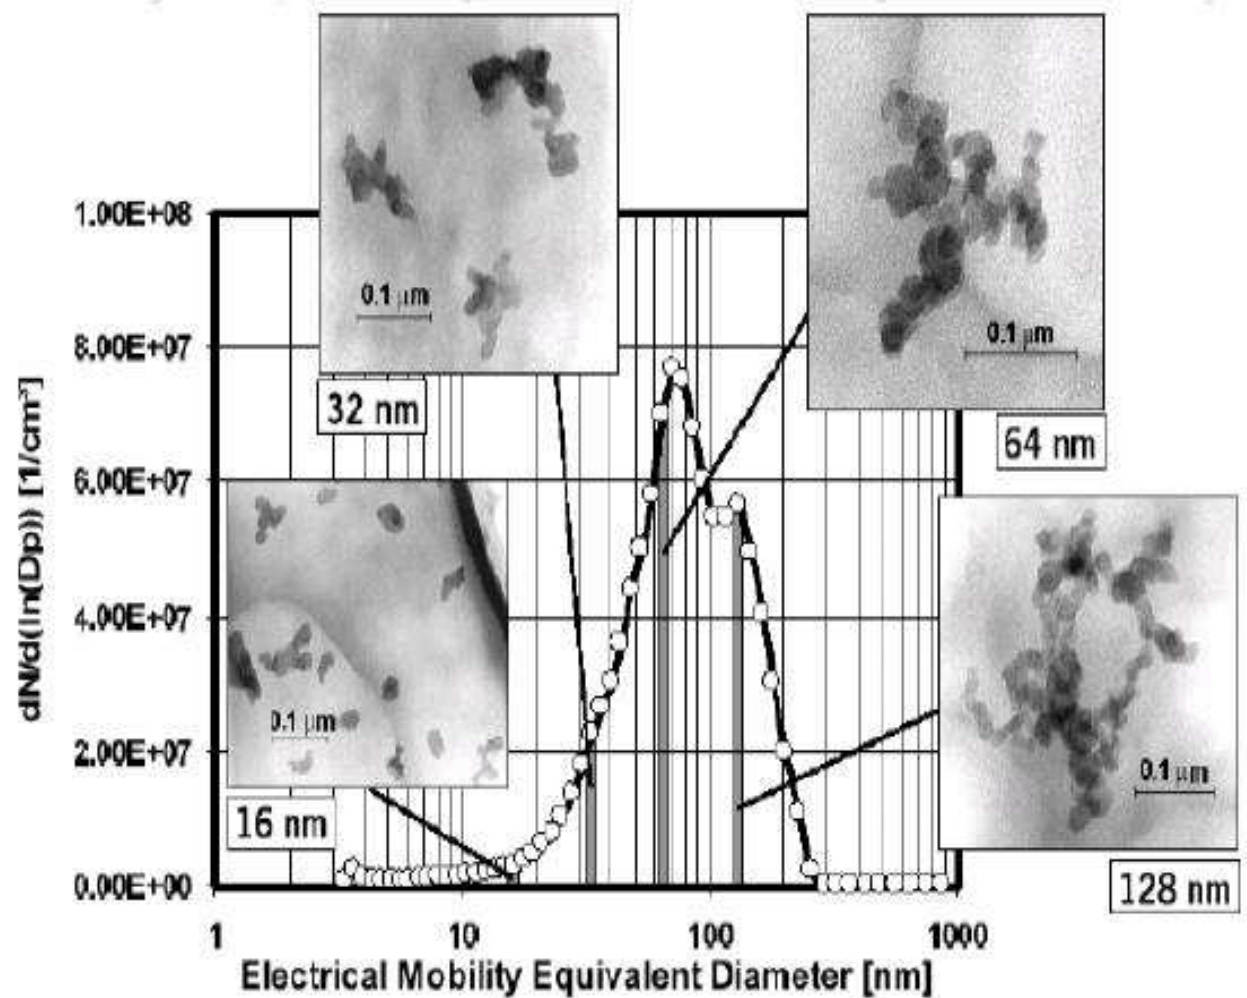 0.1 μm
32 nm
0.1 μm
64 nm
0.1 μm
16 nm
0.1 μm
128 nm
dN/d(ln(Dp)) [1/cm³]
1.00E+08
8.00E+07
6.00E+07
4.00E+07
2.00E+07
0.00E+00
1
10
100
1000
Electrical Mobility Equivalent Diameter [nm]